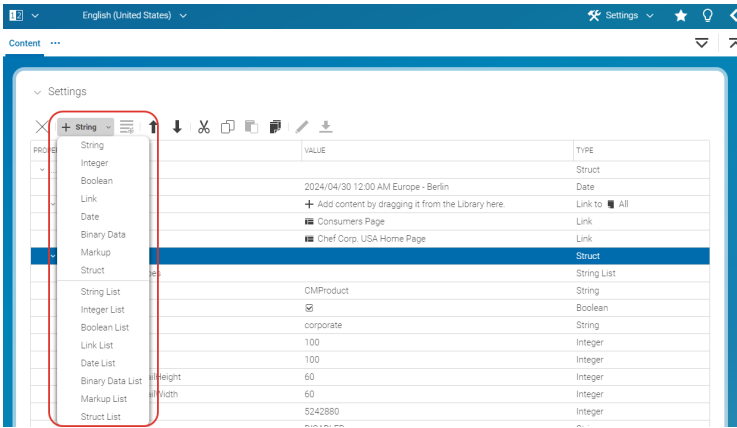 12 English (United States) Settings
Content ...
Settings
+ String
VALUE TYPE
String Struct
Integer 2024/04/30 12:00 AM Europe - Berlin Date
Boolean + Add content by dragging it from the Library here. Link to All
Link Consumers Page Link
Date Chef Corp. USA Home Page Link
Binary Data Struct
Markup String List
Struct CMProduct String
String List Boolean
Integer List corporate String
Boolean List 100 Integer
Link List 100 Integer
Date List ilHeight 60 Integer
Binary Data List ilWidth 60 Integer
Markup List 5242880 Integer
Struct List